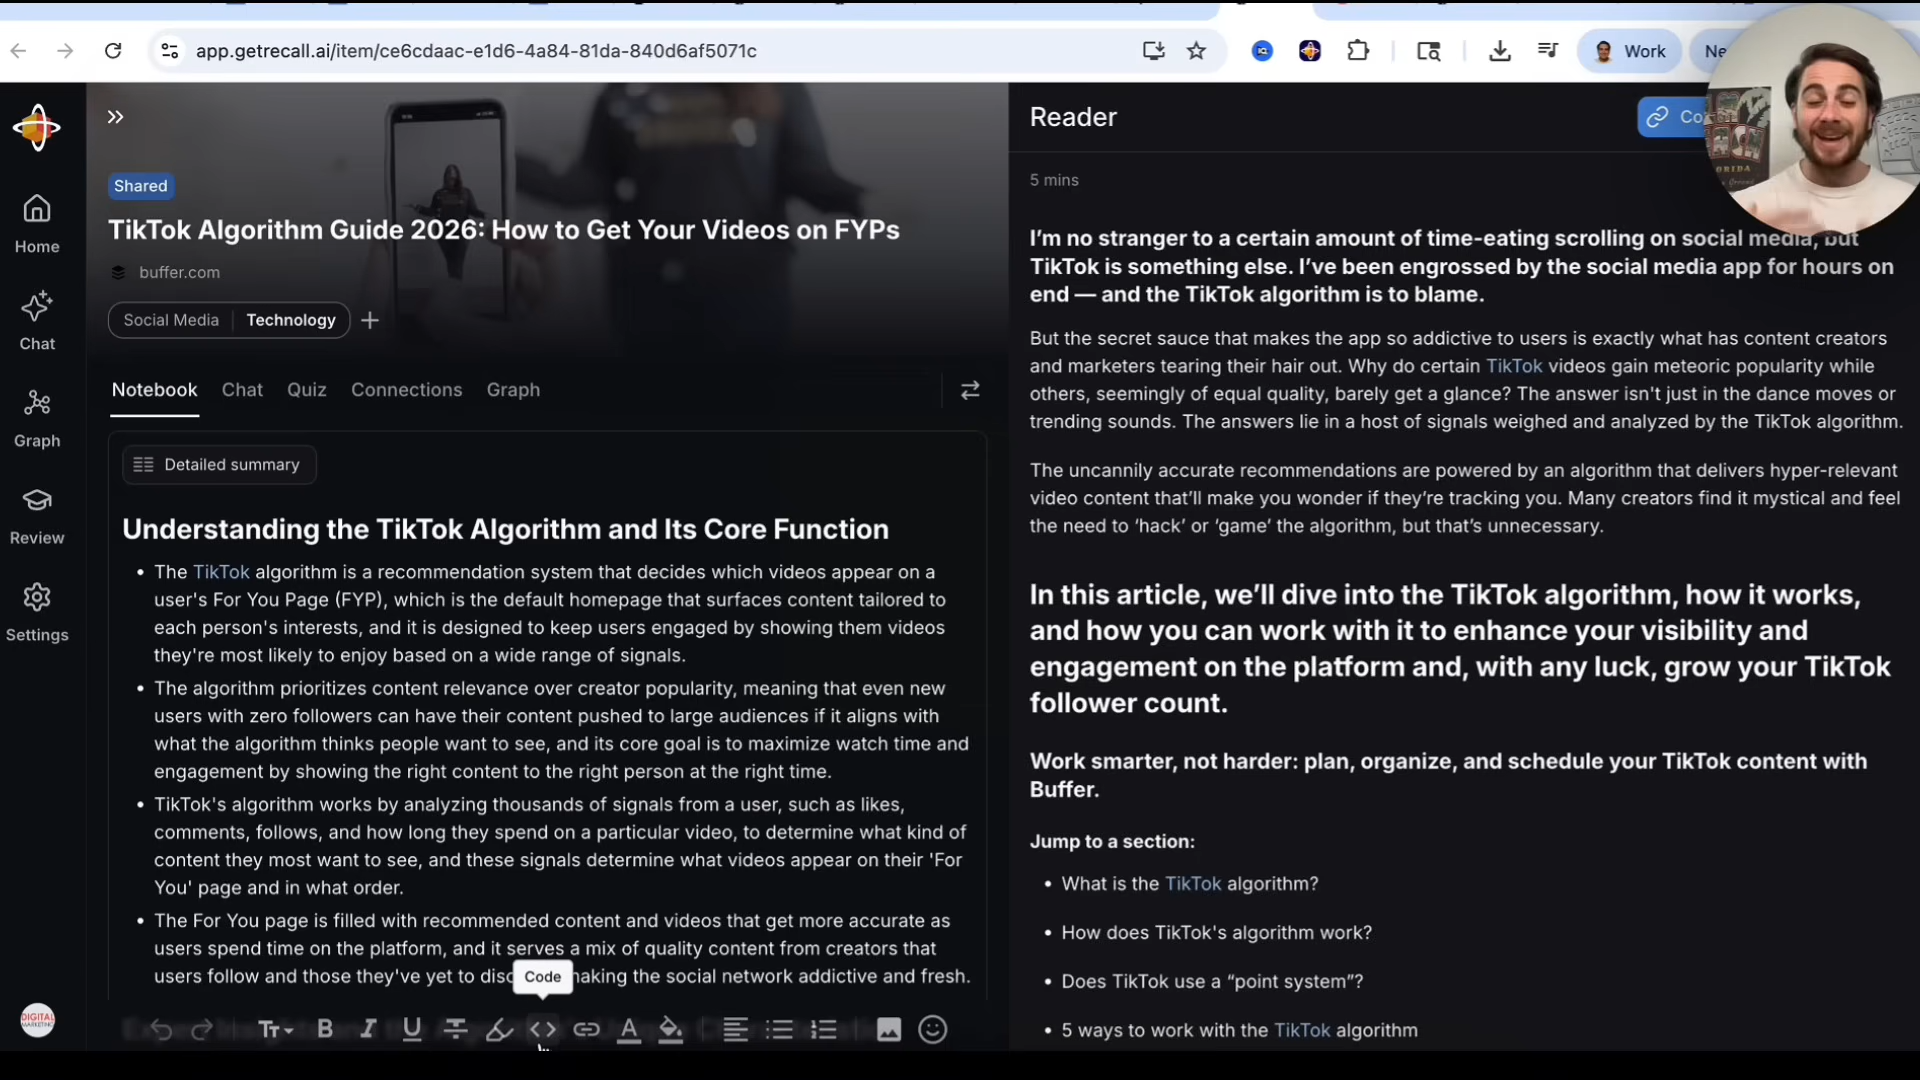 app.getrecall.ai/item/ce6cdaac-e1d6-4a84-81da-840d6af5071c
Work
Home
Chat
Graph
Review
Settings
DIGITAL
MARKETING
Shared
TikTok Algorithm Guide 2026: How to Get Your Videos on FYPs
buffer.com
Social Media
Technology
Notebook
Chat
Quiz
Connections
Graph
Detailed summary
Understanding the TikTok Algorithm and Its Core Function
• The TikTok algorithm is a recommendation system that decides which videos appear on a
user's For You Page (FYP), which is the default homepage that surfaces content tailored to
each person's interests, and it is designed to keep users engaged by showing them videos
they're most likely to enjoy based on a wide range of signals.
• The algorithm prioritizes content relevance over creator popularity, meaning that even new
users with zero followers can have their content pushed to large audiences if it aligns with
what the algorithm thinks people want to see, and its core goal is to maximize watch time and
engagement by showing the right content to the right person at the right time.
• TikTok's algorithm works by analyzing thousands of signals from a user, such as likes,
comments, follows, and how long they spend on a particular video, to determine what kind of
content they most want to see, and these signals determine what videos appear on their 'For
You' page and in what order.
• The For You page is filled with recommended content and videos that get more accurate as
users spend time on the platform, and it serves a mix of quality content from creators that
users follow and those they've yet to making the social network addictive and fresh.
Code
Reader
5 mins
I’m no stranger to a certain amount of time-eating scrolling on social media, but
TikTok is something else. I’ve been engrossed by the social media app for hours on
end — and the TikTok algorithm is to blame.
But the secret sauce that makes the app so addictive to users is exactly what has content creators
and marketers tearing their hair out. Why do certain TikTok videos gain meteoric popularity while
others, seemingly of equal quality, barely get a glance? The answer isn't just in the dance moves or
trending sounds. The answers lie in a host of signals weighed and analyzed by the TikTok algorithm.
The uncannily accurate recommendations are powered by an algorithm that delivers hyper-relevant
video content that’ll make you wonder if they’re tracking you. Many creators find it mystical and feel
the need to ‘hack’ or ‘game’ the algorithm, but that’s unnecessary.
In this article, we’ll dive into the TikTok algorithm, how it works,
and how you can work with it to enhance your visibility and
engagement on the platform and, with any luck, grow your TikTok
follower count.
Work smarter, not harder: plan, organize, and schedule your TikTok content with
Buffer.
Jump to a section:
• What is the TikTok algorithm?
• How does TikTok's algorithm work?
• Does TikTok use a “point system”?
• 5 ways to work with the TikTok algorithm